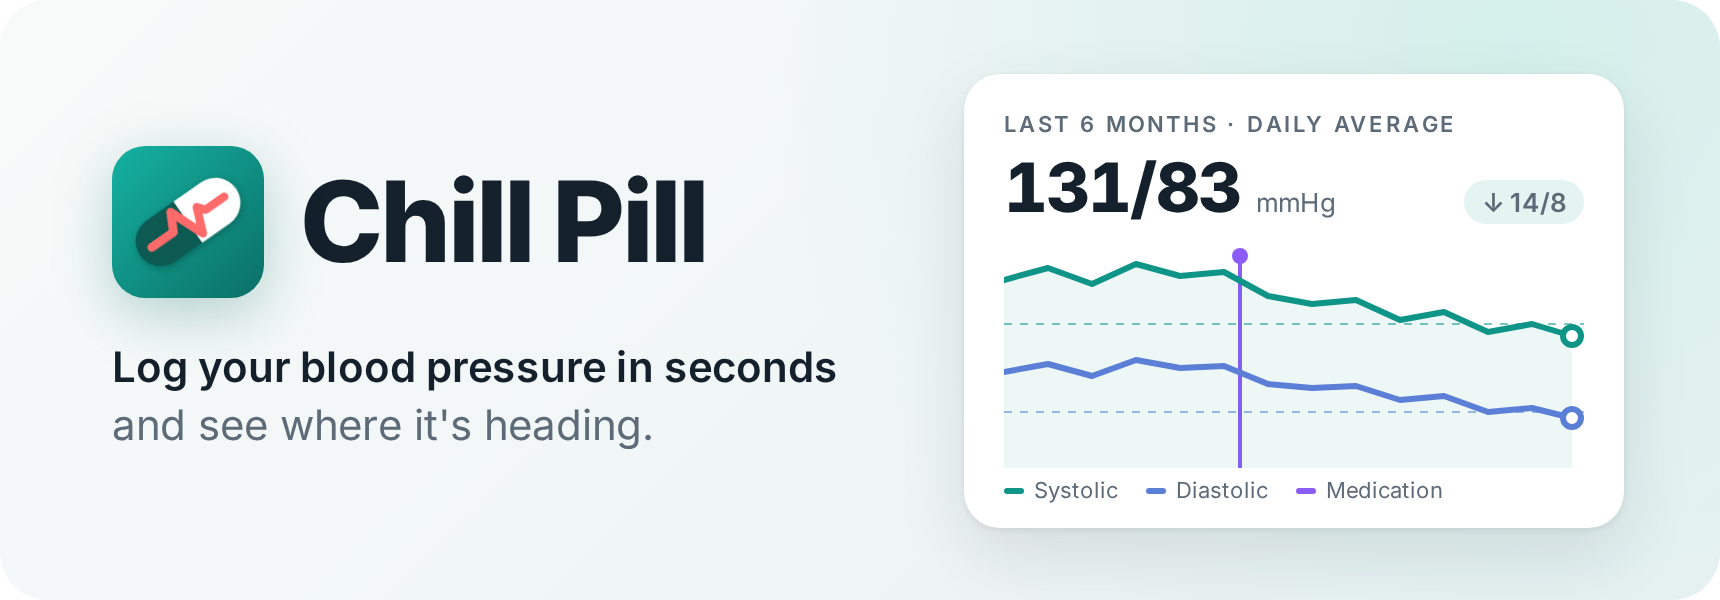 Chill Pill
Log your blood pressure in seconds
and see where it's heading.
LAST 6 MONTHS · DAILY AVERAGE
131/83 mmHg
↓ 14/8
Systolic
Diastolic
Medication